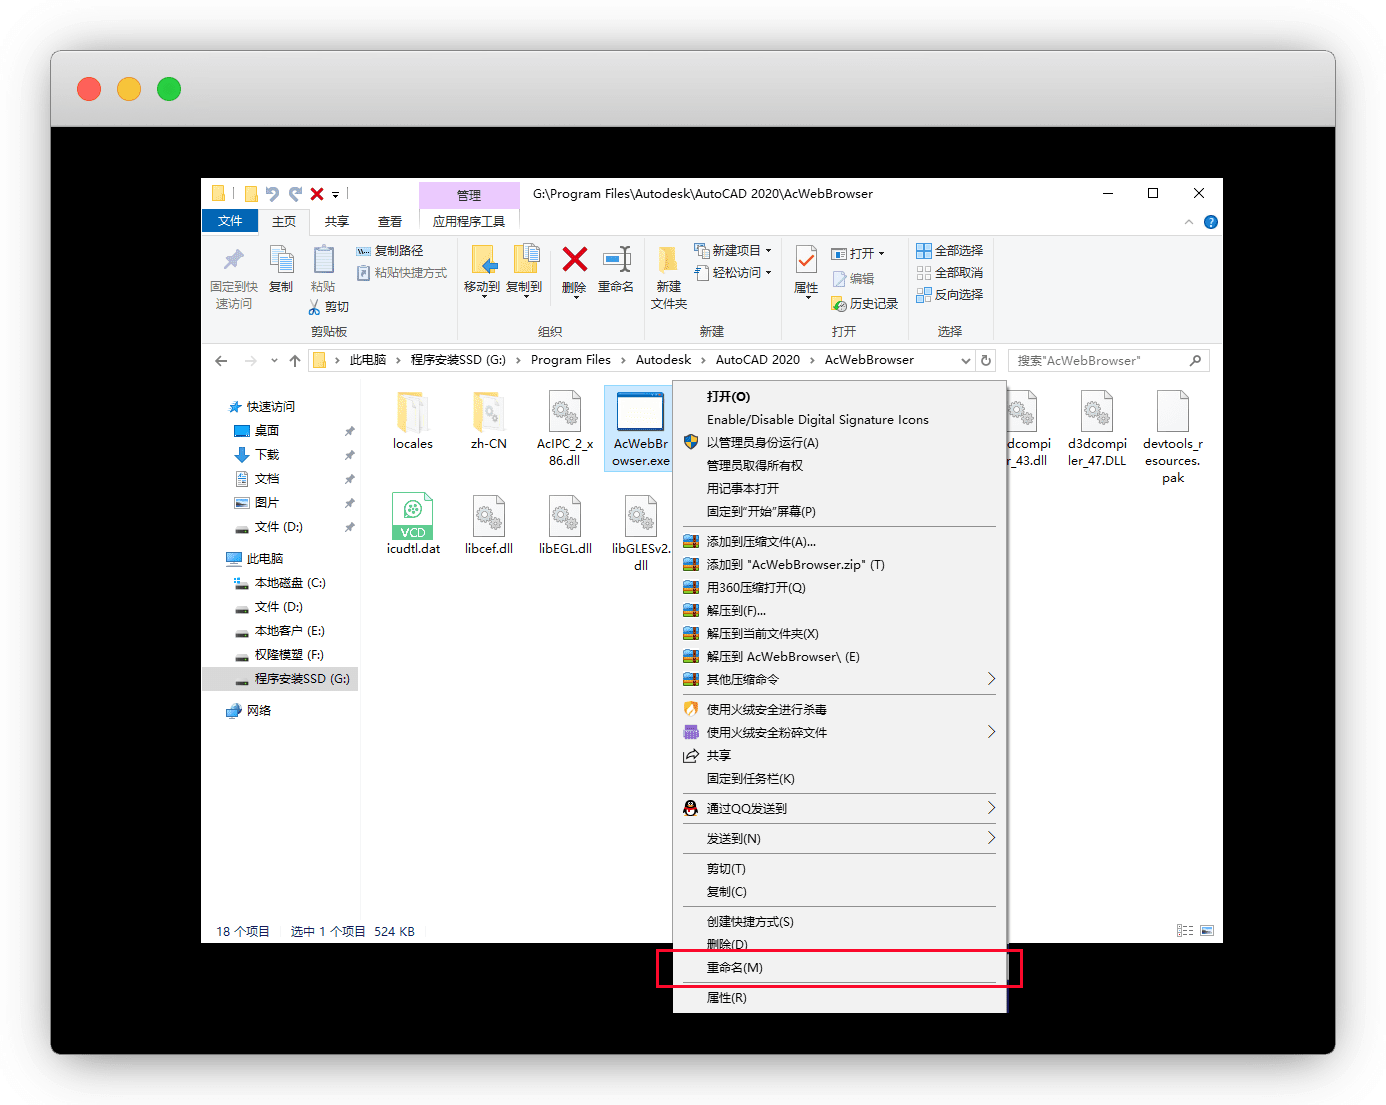 管理
G:\Program Files\Autodesk\AutoCAD 2020\AcWebBrowser
文件
主页
共享
查看
应用程序工具
固定到快
速访问
复制
粘贴
复制路径
粘贴快捷方式
剪切
剪贴板
移动到
复制到
删除
重命名
组织
新建
文件夹
新建项目
轻松访问
新建
属性
打开
编辑
历史记录
打开
全部选择
全部取消
反向选择
选择
此电脑
程序安装SSD (G:)
Program Files
Autodesk
AutoCAD 2020
AcWebBrowser
搜索"AcWebBrowser"
快速访问
桌面
下载
文档
图片
文件 (D:)
此电脑
本地磁盘 (C:)
文件 (D:)
本地客户 (E:)
权隆模塑 (F:)
程序安装SSD (G:)
网络
locales
zh-CN
AcIPC_2_x
86.dll
AcWebBr
owser.exe
dcompi
r_43.dll
d3dcompi
ler_47.DLL
devtools_r
esources.
pak
VCD
icudtl.dat
libcef.dll
libEGL.dll
libGLESv2.
dll
打开(O)
Enable/Disable Digital Signature Icons
以管理员身份运行(A)
管理员取得所有权
用记事本打开
固定到"开始"屏幕(P)
添加到压缩文件(A)...
添加到 "AcWebBrowser.zip" (T)
用360压缩打开(Q)
解压到(F)...
解压到当前文件夹(X)
解压到 AcWebBrowser\ (E)
其他压缩命令
使用火绒安全进行杀毒
使用火绒安全粉碎文件
共享
固定到任务栏(K)
通过QQ发送到
发送到(N)
剪切(T)
复制(C)
创建快捷方式(S)
删除(D)
重命名(M)
属性(R)
18 个项目
选中 1 个项目 524 KB